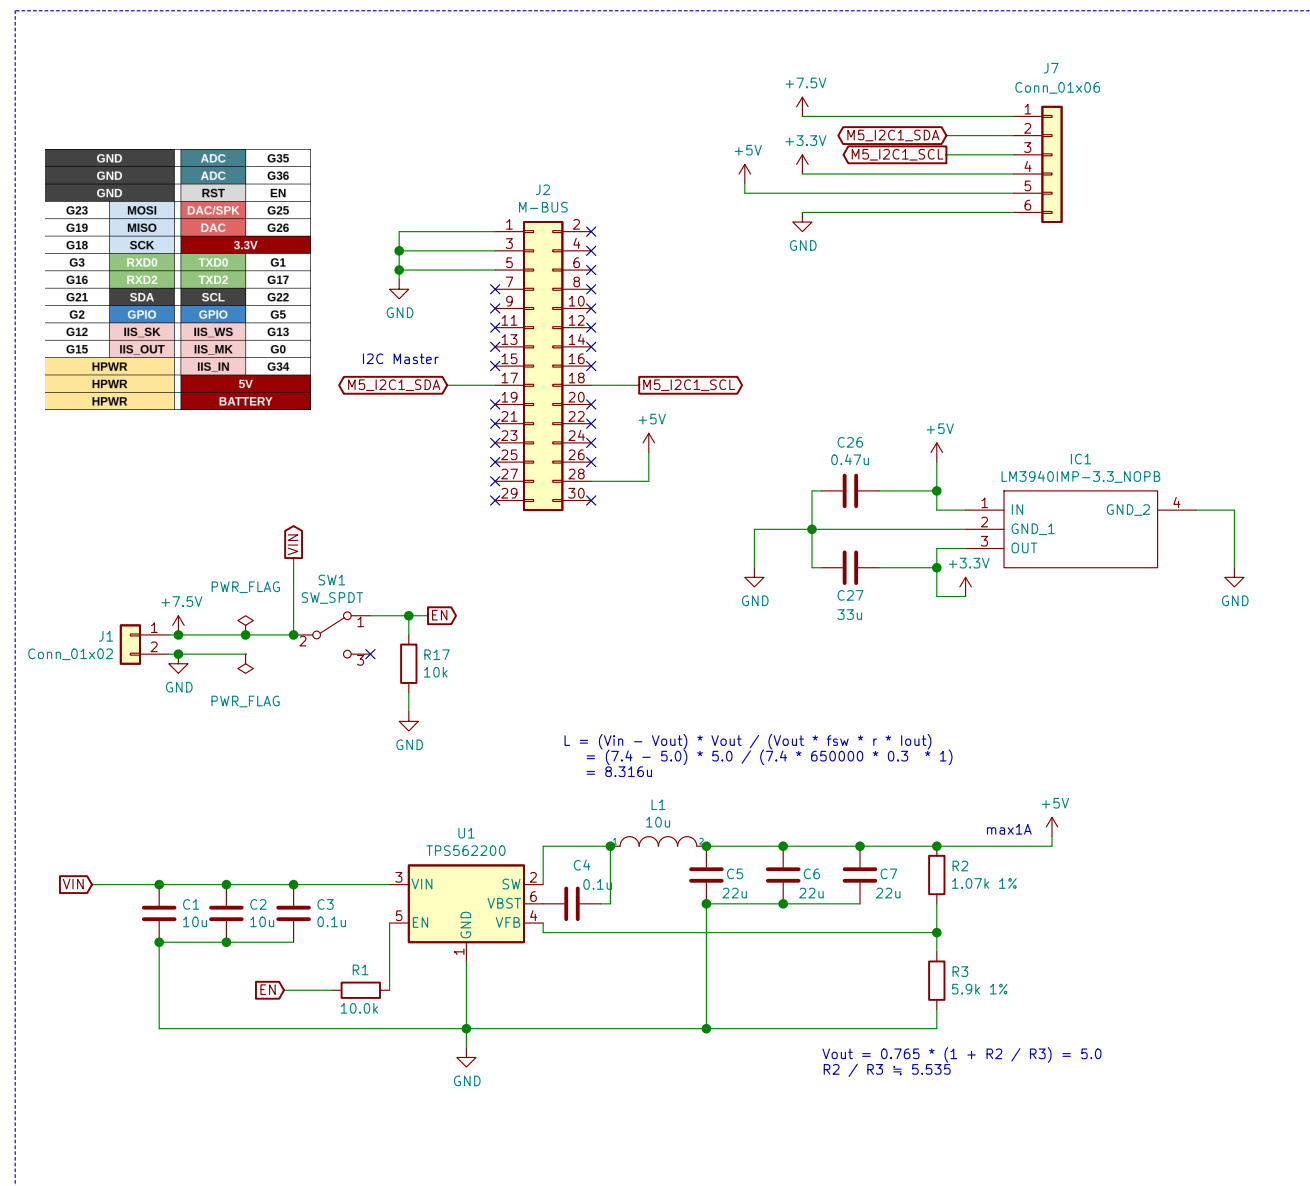 GND ADC G35
GND ADC G36
GND RST EN
G23 MOSI DAC/SPK G25
G19 MISO DAC G26
G18 SCK 3.3V
G3 RXD0 TXD0 G1
G16 RXD2 TXD2 G17
G21 SDA SCL G22
G2 GPIO GPIO G5
G12 IIS_SK IIS_WS G13
G15 IIS_OUT IIS_MK G0
HPWR IIS_IN G34
HPWR 5V
HPWR BATTERY
J2
M-BUS
1 2
3 4
5 6
7 8
9 10
11 12
13 14
15 16
17 18
19 20
21 22
23 24
25 26
27 28
29 30
GND
I2C Master
M5_I2C1_SDA
M5_I2C1_SCL
+5V
J7
Conn_01x06
+7.5V
M5_I2C1_SDA
+3.3V
M5_I2C1_SCL
+5V
1
2
3
4
5
6
GND
C26
0.47u
+5V
IC1
LM3940IMP-3.3_NOPB
1 IN
2 GND_1
3 OUT
GND_2 4
+3.3V
C27
33u
GND
GND
VIN
PWR_FLAG
SW1
SW_SPDT
+7.5V
J1
Conn_01x02
1
2
2
1
3
EN
R17
10k
GND
PWR_FLAG
GND
L = (Vin - Vout) * Vout / (Vout * fsw * r * Iout)
= (7.4 - 5.0) * 5.0 / (7.4 * 650000 * 0.3 * 1)
= 8.316u
U1
TPS562200
VIN
3 VIN
5 EN
GND
1
SW 2
VBST 6
VFB 4
C1
10u
C2
10u
C3
0.1u
EN
R1
10.0k
C4
0.1u
L1
10u
1 2
C5
22u
C6
22u
C7
22u
max1A
+5V
R2
1.07k 1%
R3
5.9k 1%
GND
Vout = 0.765 * (1 + R2 / R3) = 5.0
R2 / R3 ≒ 5.535